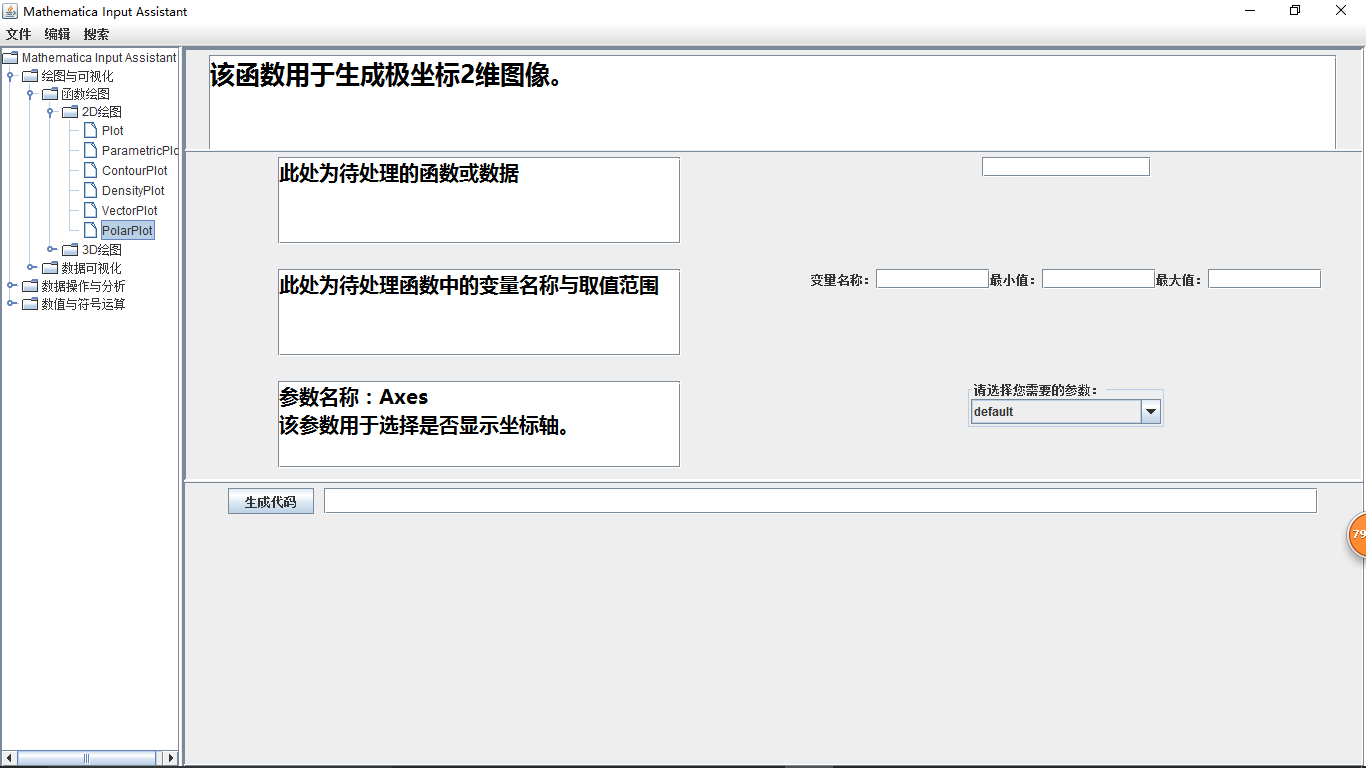 Mathematica Input Assistant
文件 编辑 搜索
Mathematica Input Assistant
绘图与可视化
函数绘图
2D绘图
Plot
ParametricPlo
ContourPlot
DensityPlot
VectorPlot
PolarPlot
3D绘图
数据可视化
数据操作与分析
数值与符号运算
该函数用于生成极坐标2维图像。
此处为待处理的函数或数据
此处为待处理函数中的变量名称与取值范围
变量名称： 最小值： 最大值：
参数名称：Axes
该参数用于选择是否显示坐标轴。
请选择您需要的参数：
default
生成代码
79